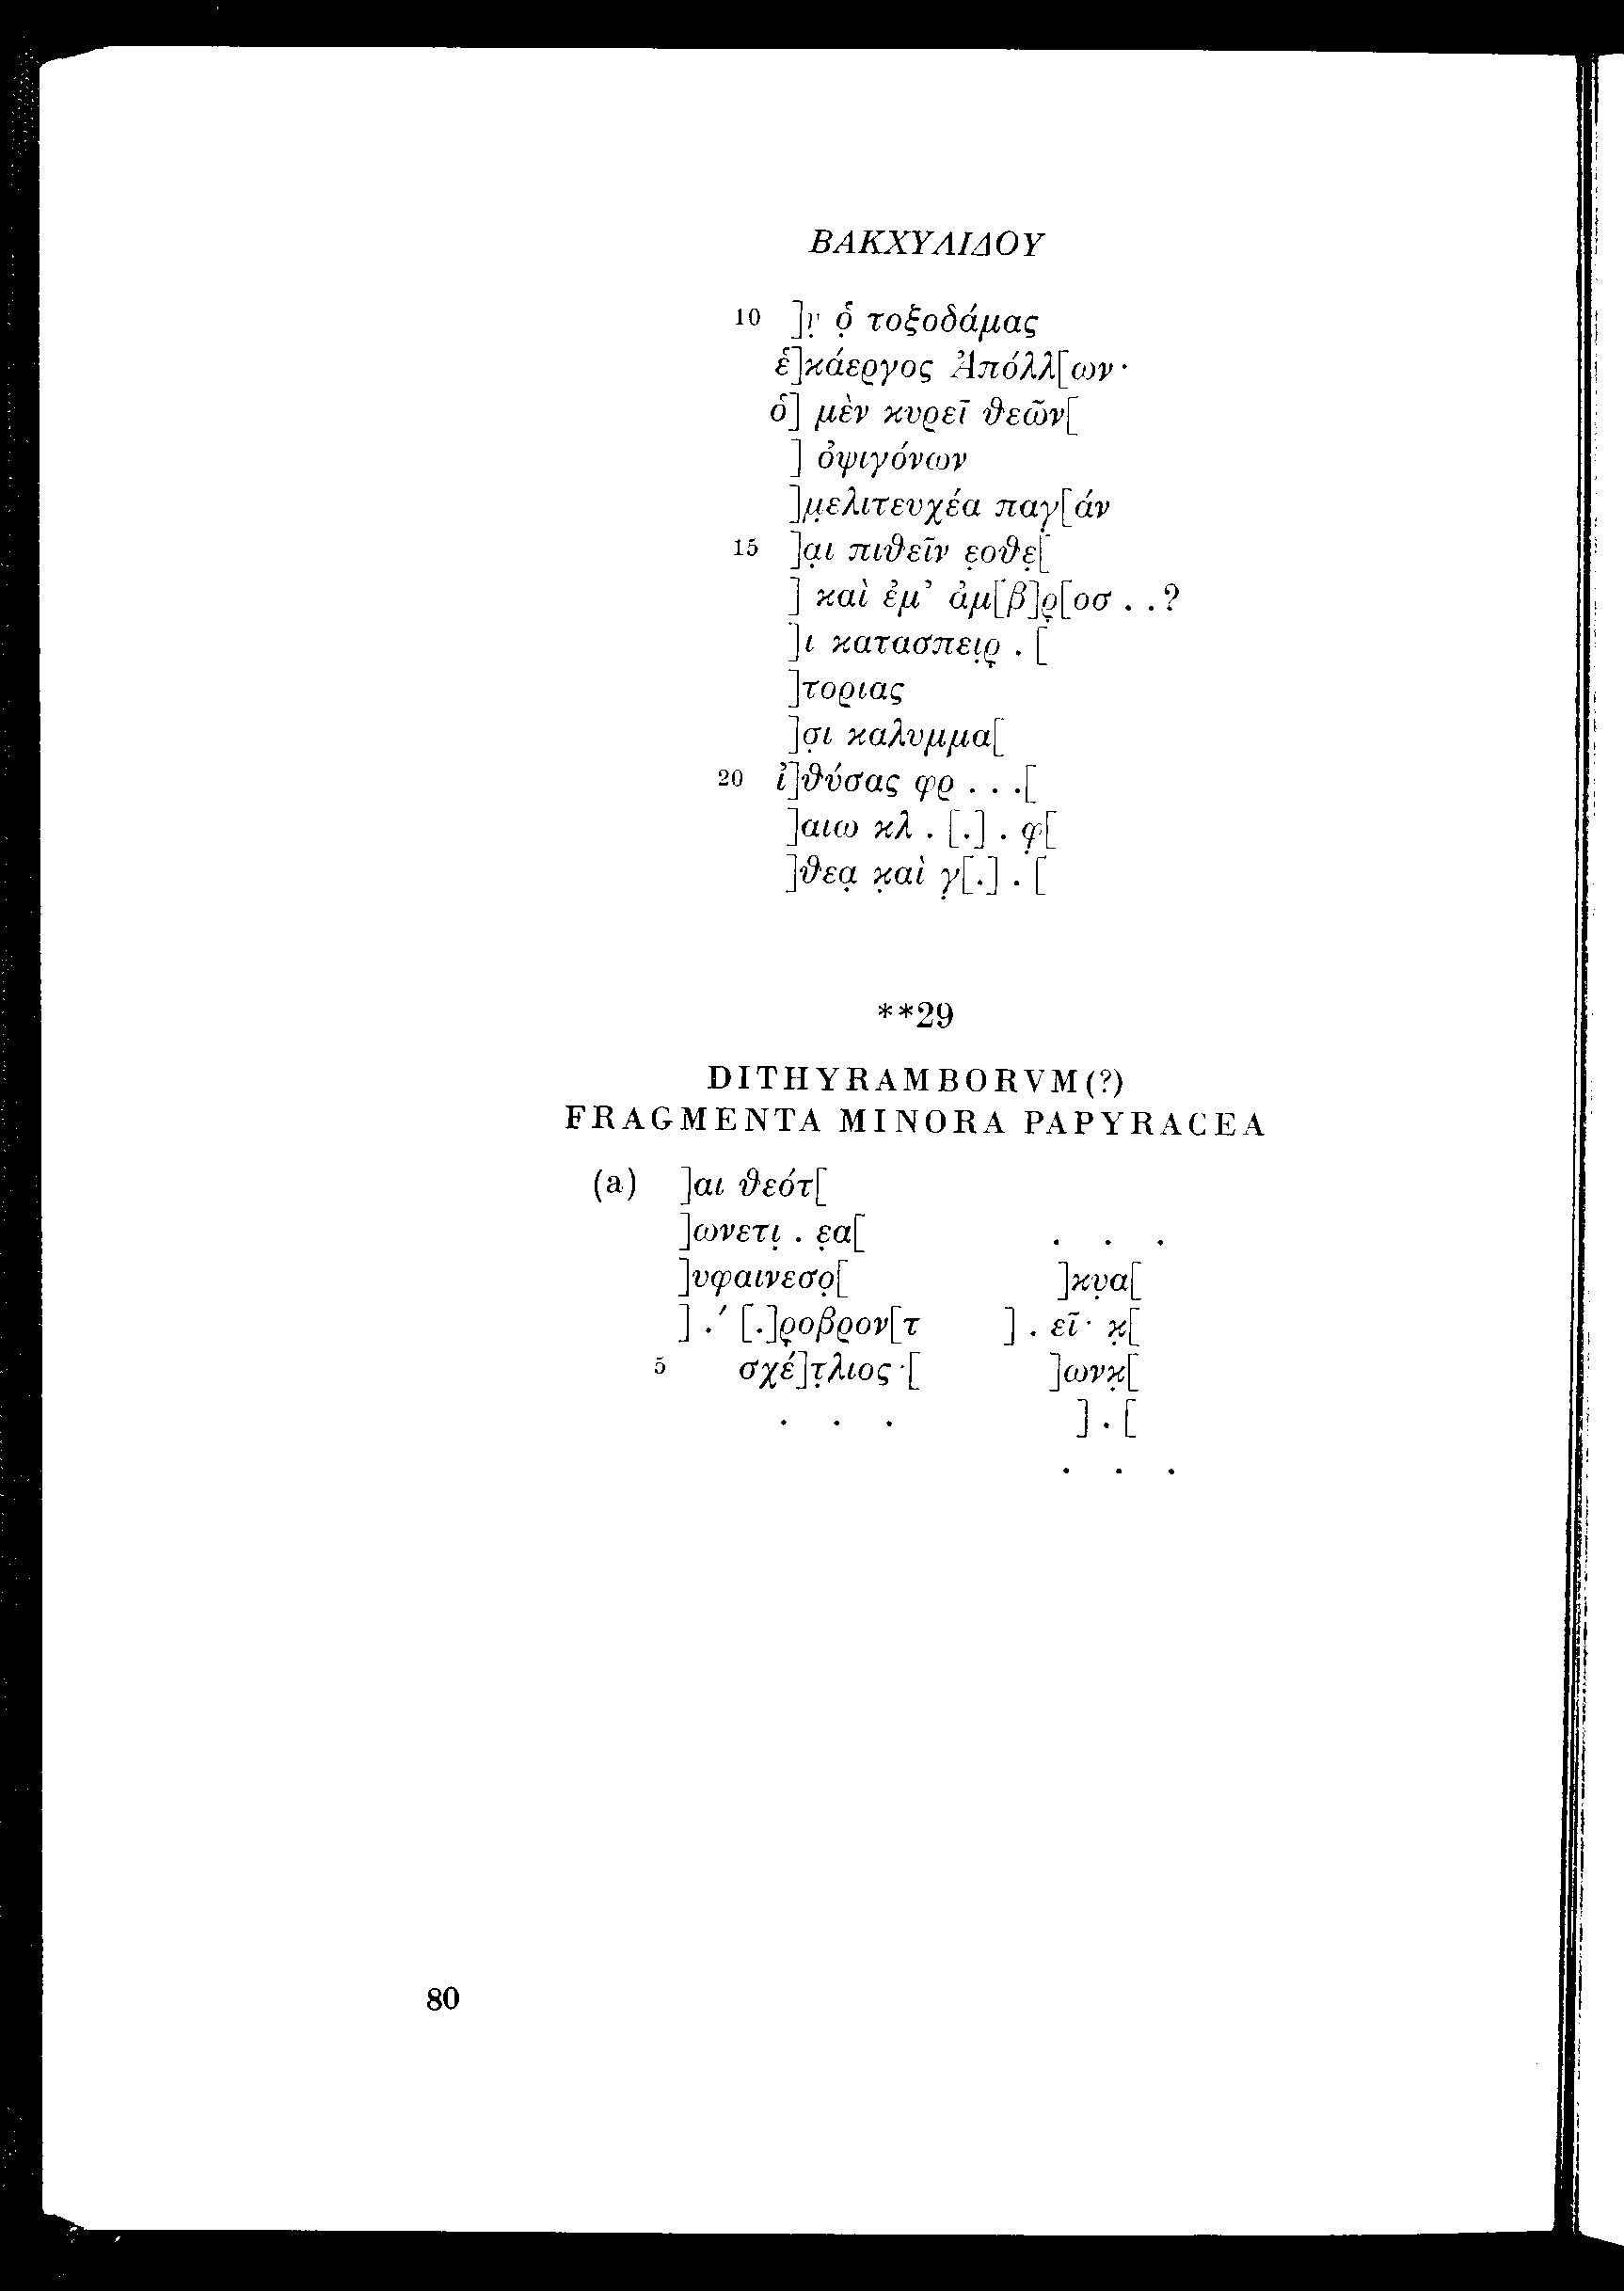 ΒΑΚΧΥΛΙΔΟΥ
10 ]ν̣ ὁ̣ τοξοδάμας
ἑ]κάεργος Ἀπόλλ[ων·
ὁ] μὲν κυρεῖ θεῶν[
] ὀψιγόνων
]μ̣ελιτευχέα παγ[άν
15 ]α̣ι πιθεῖν ε̣οθε̣[
] καὶ ἐμ’ ἀμ[β]ρ̣[οσ . . ?
]ι κατασπει̣ρ̣ . [
]τοριας
]σ̣ι καλυμμα[
20 ἰ]θύσας φρ . . .[
]αιω κλ . [.] . φ̣[
]θεα̣ κ̣αὶ γ̣[.] . [
**29
DITHYRAMBORVM(?)
FRAGMENTA MINORA PAPYRACEA
(a) ]αι θεότ[
]ωνετι̣ . ε̣α[
]υφαινεσο̣[
] .´ [.]ρ̣οβρον[τ
5 σχέ]τ̣λιος·[
. . .
. . .
]κυ̣α[
] . εῖ· κ̣[
]ωνκ̣[
] . [
. . .
80